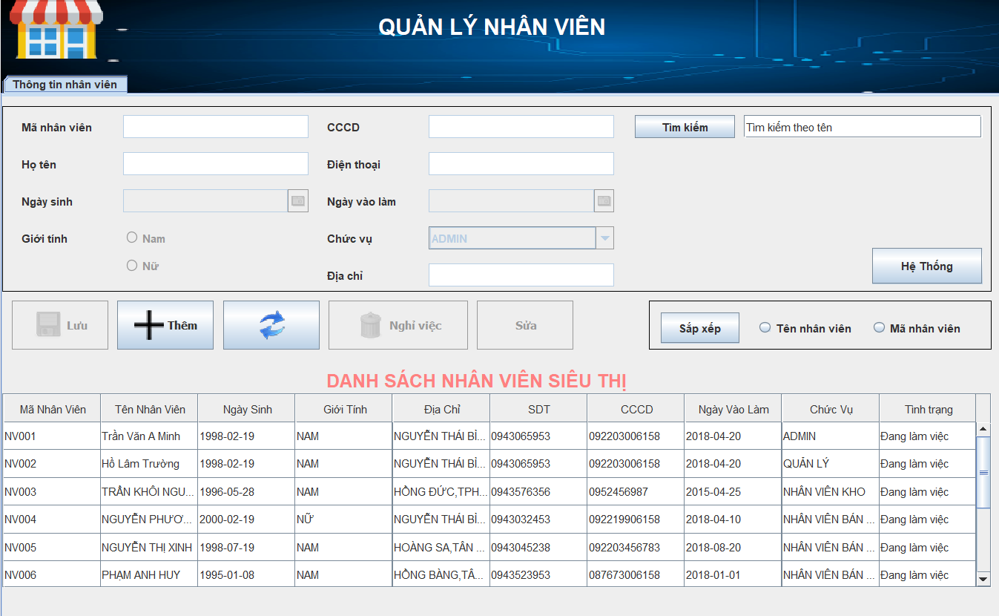 QUẢN LÝ NHÂN VIÊN
Thông tin nhân viên
Mã nhân viên
CCCD
Tìm kiếm
Tìm kiếm theo tên
Họ tên
Điện thoại
Ngày sinh
Ngày vào làm
Giới tính
Nam
Chức vụ
ADMIN
Nữ
Địa chỉ
Hệ Thống
Lưu
Thêm
Nghỉ việc
Sửa
Sắp xếp
Tên nhân viên
Mã nhân viên
DANH SÁCH NHÂN VIÊN SIÊU THỊ
Mã Nhân Viên Tên Nhân Viên Ngày Sinh Giới Tính Địa Chỉ SDT CCCD Ngày Vào Làm Chức Vụ Tình trạng
NV001 Trần Văn A Minh 1998-02-19 NAM NGUYỄN THÁI BÌ... 0943065953 092203006158 2018-04-20 ADMIN Đang làm việc
NV002 Hồ Lâm Trường 1998-02-19 NAM NGUYỄN THÁI BÌ... 0943065953 092203006158 2018-04-20 QUẢN LÝ Đang làm việc
NV003 TRẦN KHÔI NGU... 1996-05-28 NAM HỒNG ĐỨC,TPH... 0943576356 0952456987 2015-04-25 NHÂN VIÊN KHO Đang làm việc
NV004 NGUYỄN PHƯƠ... 2000-02-19 NỮ NGUYỄN THÁI BÌ... 0943032453 092219906158 2018-04-10 NHÂN VIÊN BÁN ... Đang làm việc
NV005 NGUYỄN THỊ XINH 1998-07-19 NAM HOÀNG SA,TÂN ... 0943045238 092203456783 2018-08-20 NHÂN VIÊN BÁN ... Đang làm việc
NV006 PHẠM ANH HUY 1995-01-08 NAM HỒNG BÀNG,TÂ... 0943523953 087673006158 2018-01-01 NHÂN VIÊN BÁN ... Đang làm việc